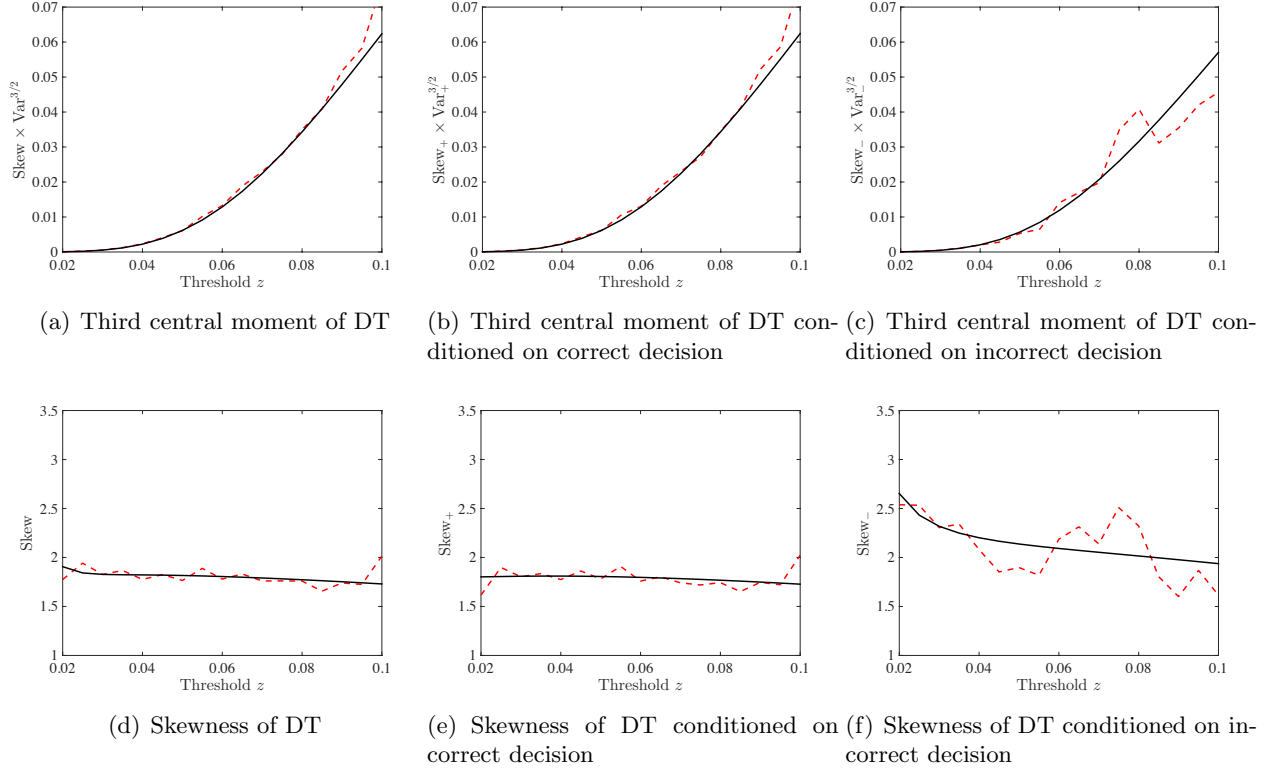 0.07
0.06
0.05
0.04
0.03
0.02
0.01
0
Skew × Var^{3/2}
0.02 0.04 0.06 0.08 0.1
Threshold z
(a) Third central moment of DT
0.07
0.06
0.05
0.04
0.03
0.02
0.01
0
Skew₊ × Var₊^{3/2}
0.02 0.04 0.06 0.08 0.1
Threshold z
(b) Third central moment of DT con-
ditioned on correct decision
0.07
0.06
0.05
0.04
0.03
0.02
0.01
0
Skew₋ × Var₋^{3/2}
0.02 0.04 0.06 0.08 0.1
Threshold z
(c) Third central moment of DT con-
ditioned on incorrect decision
3.5
3
2.5
2
1.5
1
Skew
0.02 0.04 0.06 0.08 0.1
Threshold z
(d) Skewness of DT
3.5
3
2.5
2
1.5
1
Skew₊
0.02 0.04 0.06 0.08 0.1
Threshold z
(e) Skewness of DT conditioned on
correct decision
3.5
3
2.5
2
1.5
1
Skew₋
0.02 0.04 0.06 0.08 0.1
Threshold z
(f) Skewness of DT conditioned on in-
correct decision